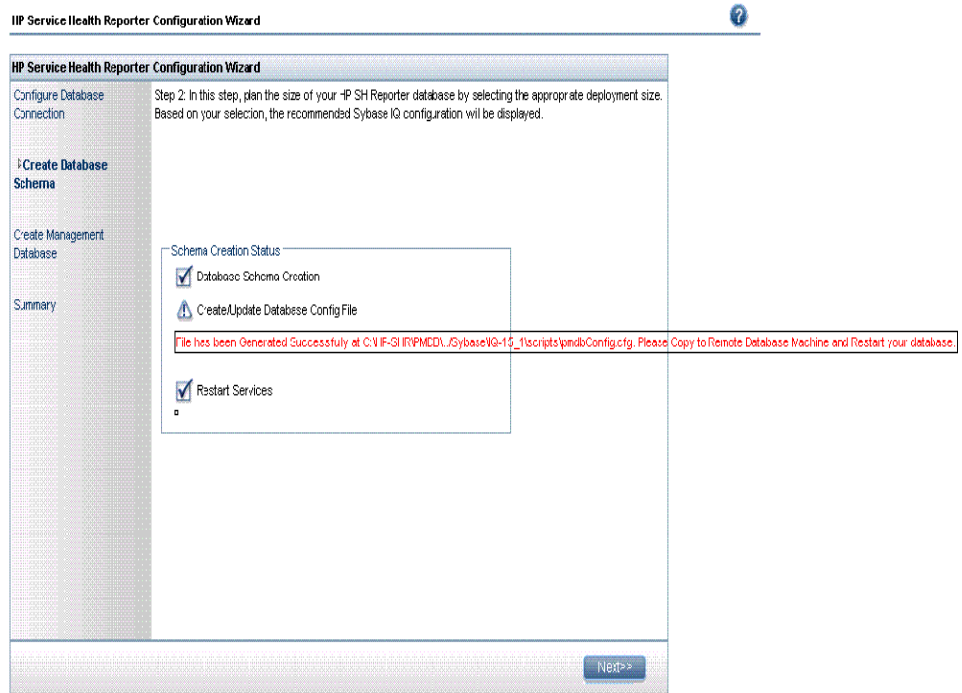 HP Service Health Reporter Configuration Wizard
?
HP Service Health Reporter Configuration Wizard
Configure Database
Connection
Create Database
Schema
Create Management
Database
Summary
Step 2: In this step, plan the size of your HP SH Reporter database by selecting the appropriate deployment size.
Based on your selection, the recommended Sybase IQ configuration will be displayed.
Schema Creation Status
Database Schema Creation
Create/Update Database Config File
File has been Generated Successfuly at C:\HP-SHR\PMDB\../Sybase\IQ-15_1\scripts\pmdbConfig.cfg. Please Copy to Remote Database Machine and Restart your database.
Restart Services
Next>>